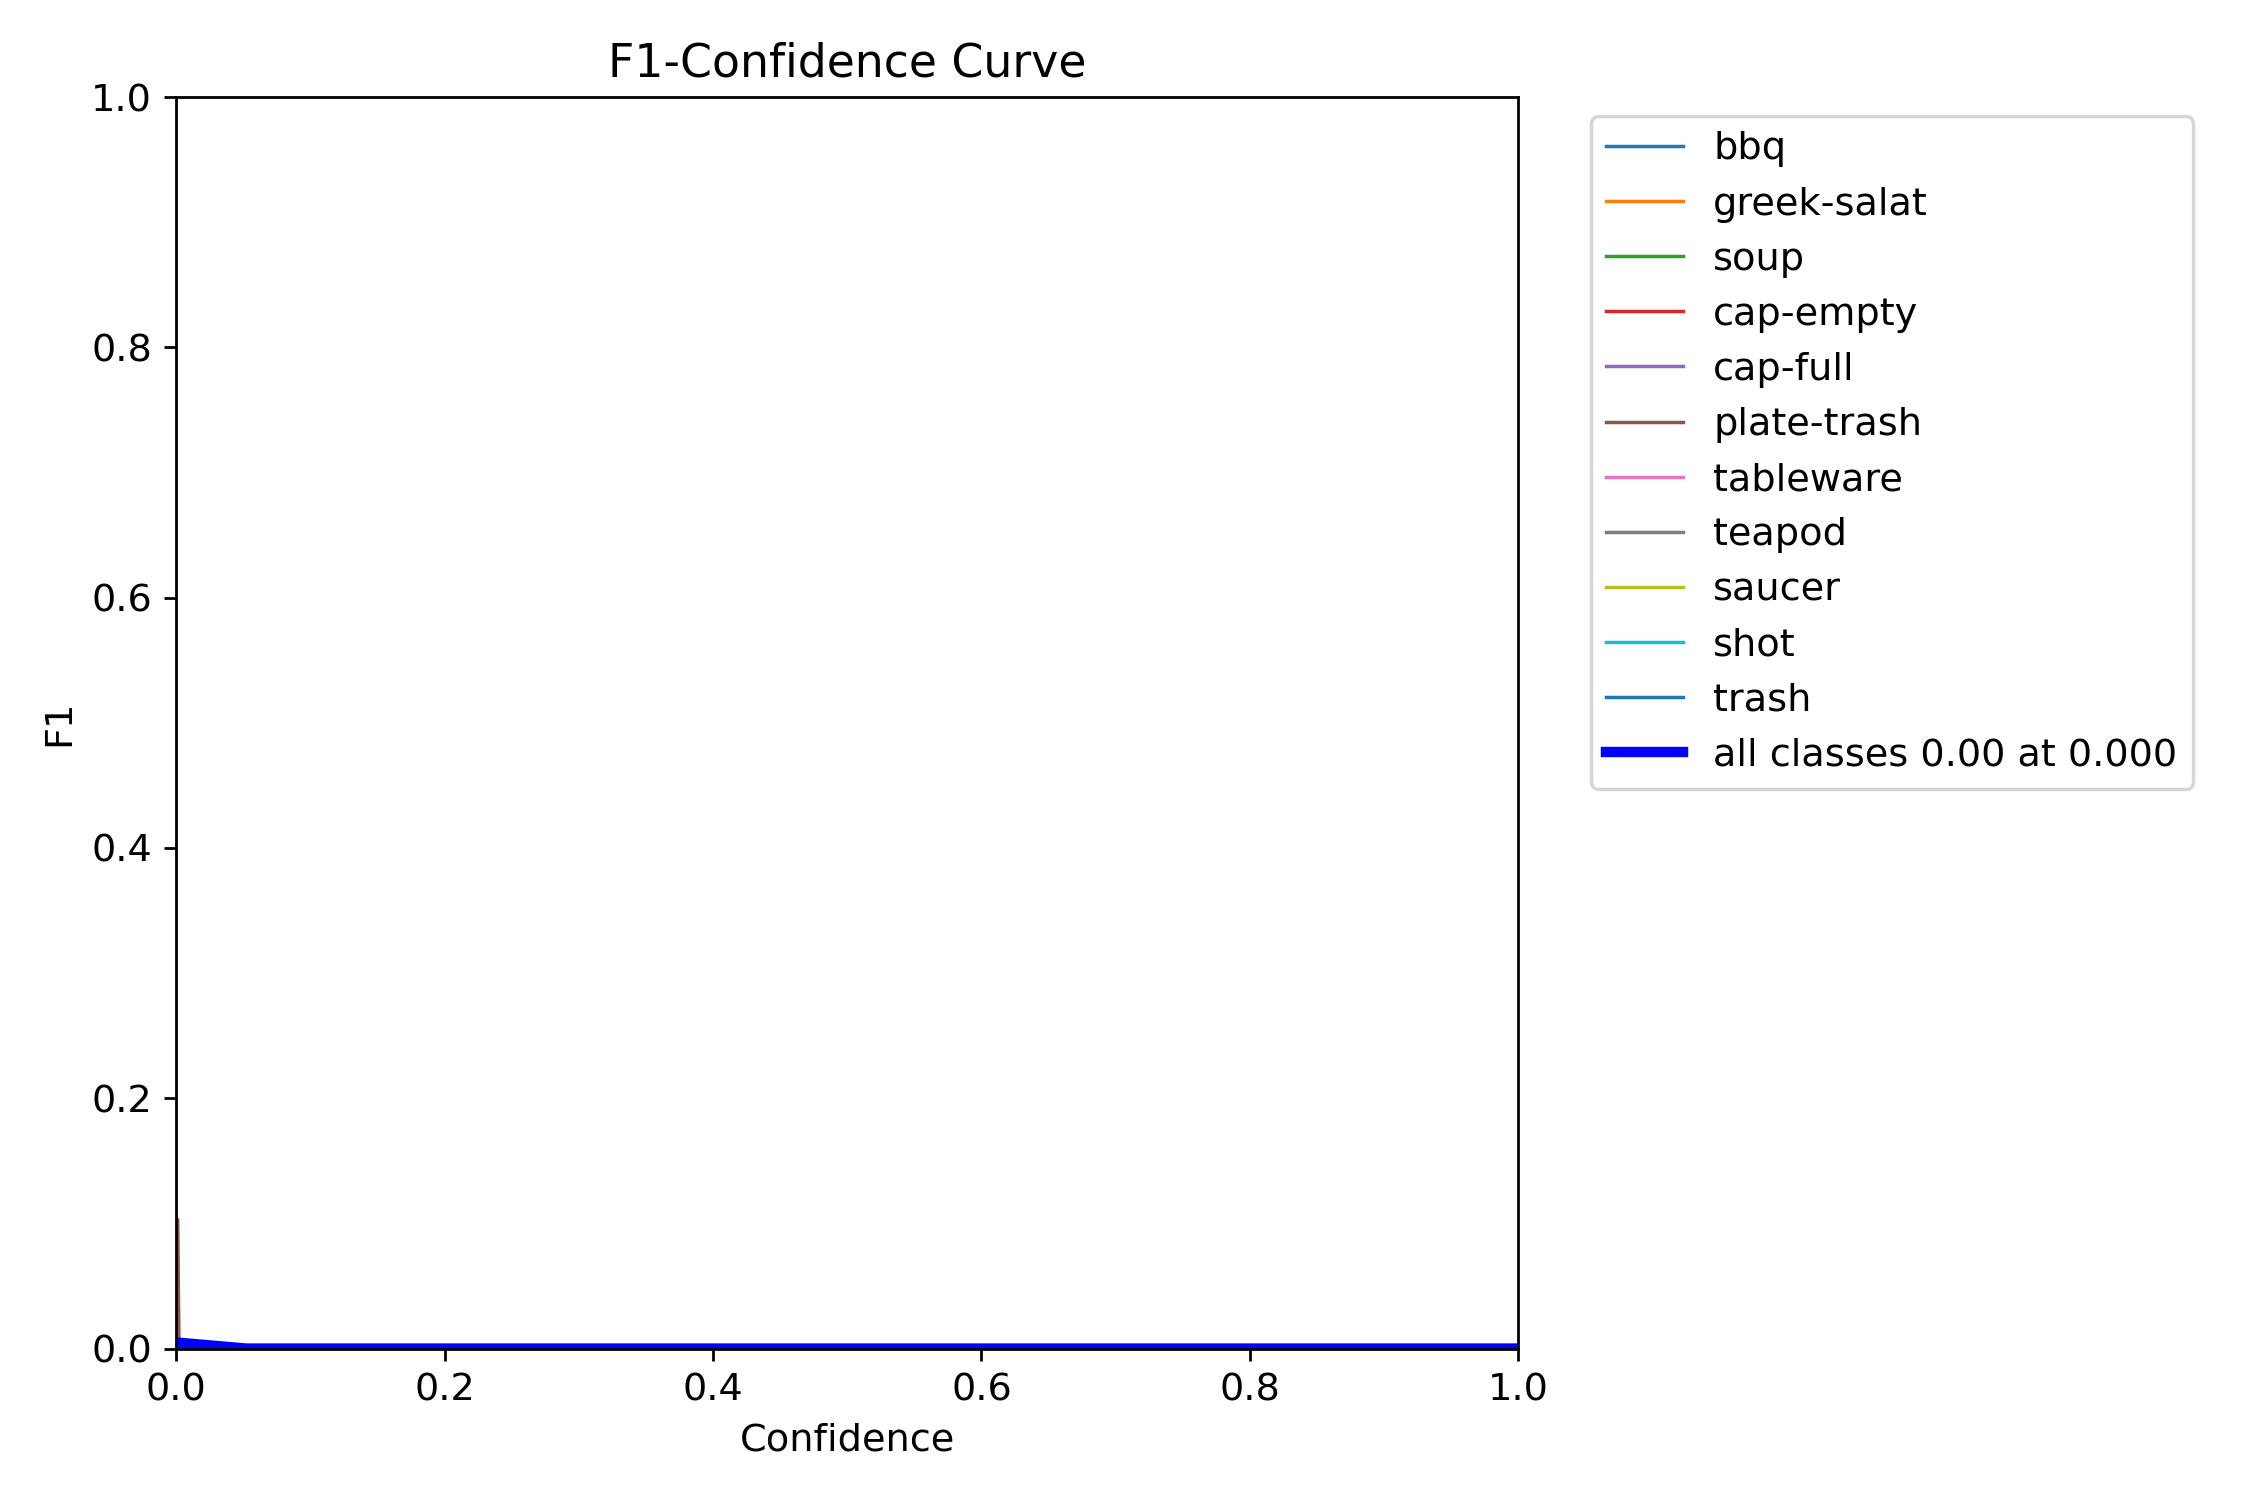 F1-Confidence Curve
1.0
0.8
0.6
0.4
0.2
0.0
F1
0.0 0.2 0.4 0.6 0.8 1.0
Confidence
bbq
greek-salat
soup
cap-empty
cap-full
plate-trash
tableware
teapod
saucer
shot
trash
all classes 0.00 at 0.000